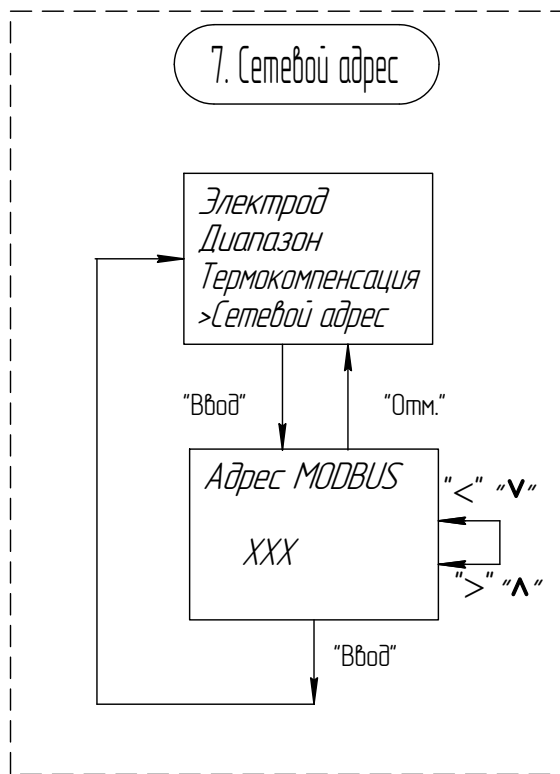 7. Сетевой адрес
Электрод
Диапазон
Термокомпенсация
>Сетевой адрес
"Ввод" "Отм."
Адрес MODBUS
"<" "∨"
XXX
">" "∧"
"Ввод"